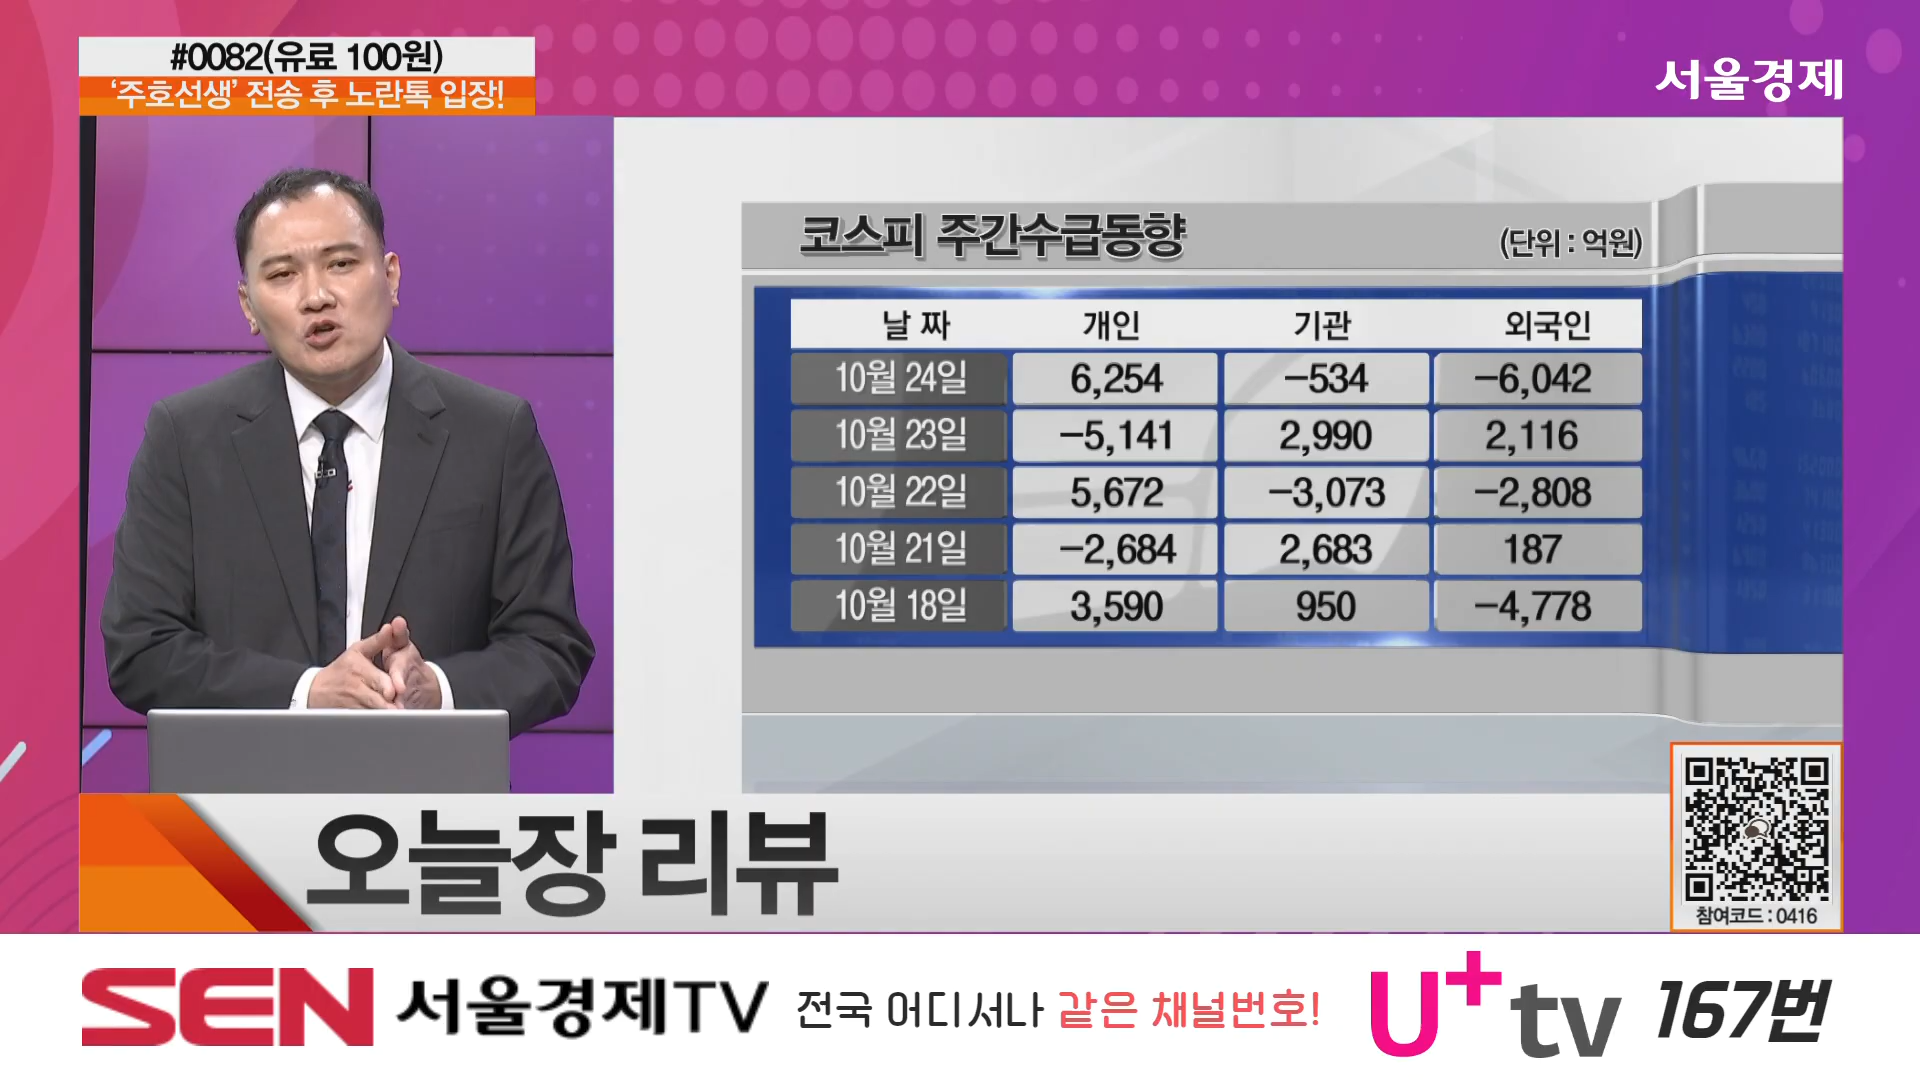 #0082(유료 100원)
‘주호선생’ 전송 후 노란톡 입장!
서울경제
코스피 주간수급동향
(단위 : 억원)
날 짜 개인 기관 외국인
10월 24일 6,254 −534 −6,042
10월 23일 −5,141 2,990 2,116
10월 22일 5,672 −3,073 −2,808
10월 21일 −2,684 2,683 187
10월 18일 3,590 950 −4,778
오늘장 리뷰
참여코드 : 0416
SEN 서울경제TV 전국 어디서나 같은 채널번호! U+tv 167번